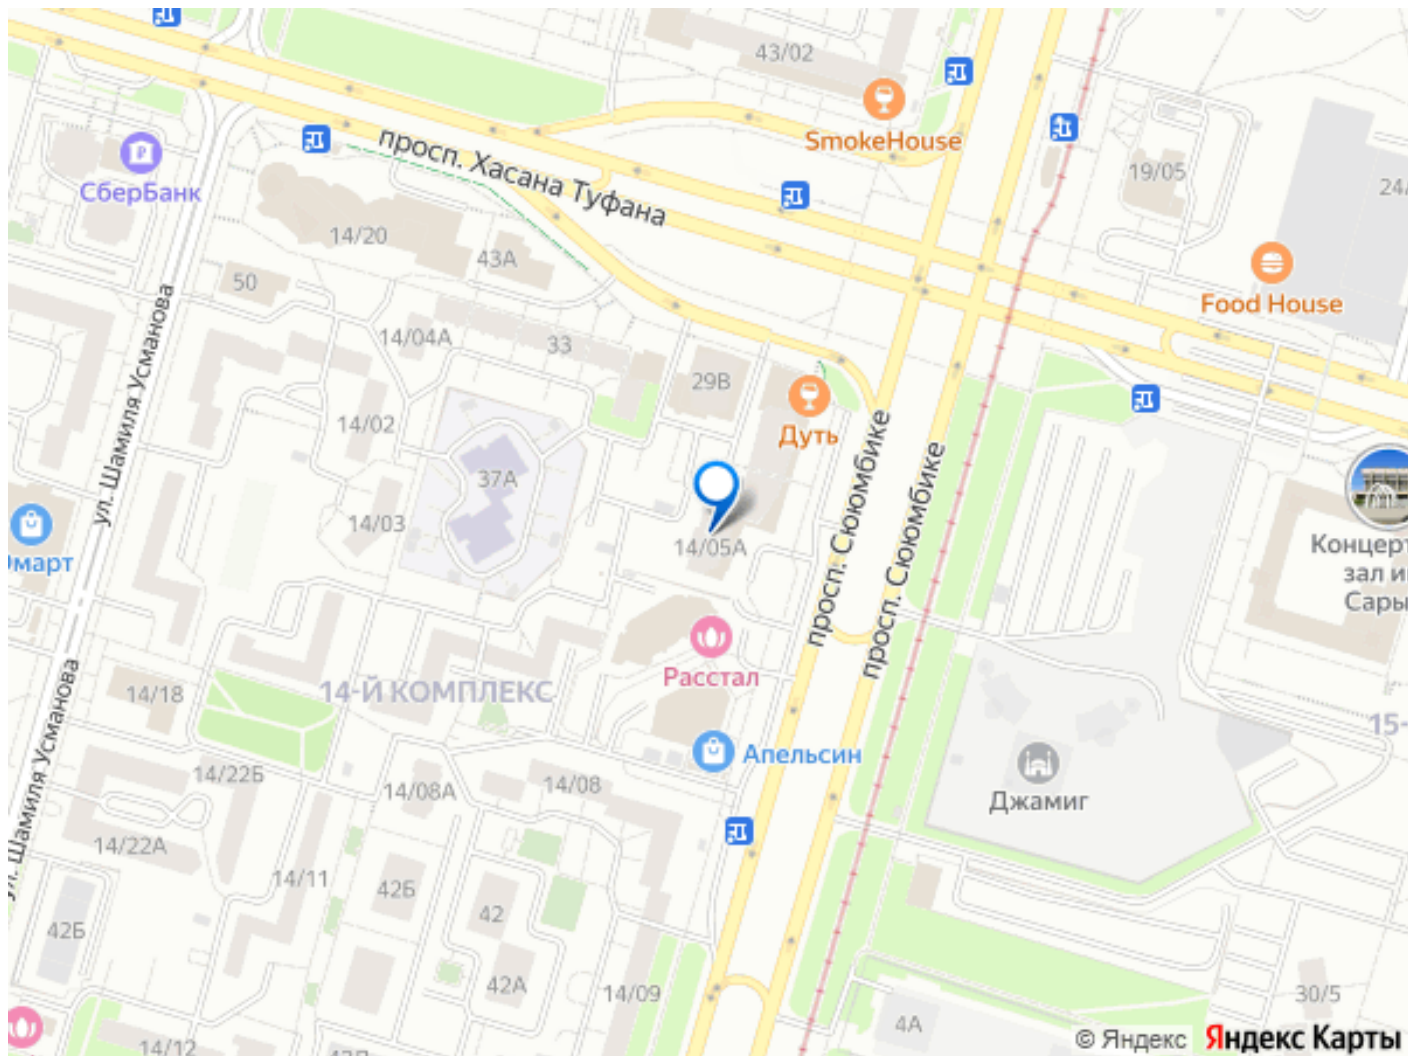 43/02
SmokeHouse
просп. Хасана Туфана
19/05
СберБанк
14/20
43А
50
Food House
ул. Шамиля Усманова
14/04А
33
29В
Дуть
14/02
37А
14/03
14/05А
просп. Сююмбике
просп. Сююмбике
Расстал
14-Й КОМПЛЕКС
14/18
Апельсин
Джамиг
14/22Б
14/08А
14/08
ул. Шамиля Усманова
14/22А
14/11
42Б
42
42Б
42А
14/09
30/5
4А
14/12
© Яндекс Яндекс Карты